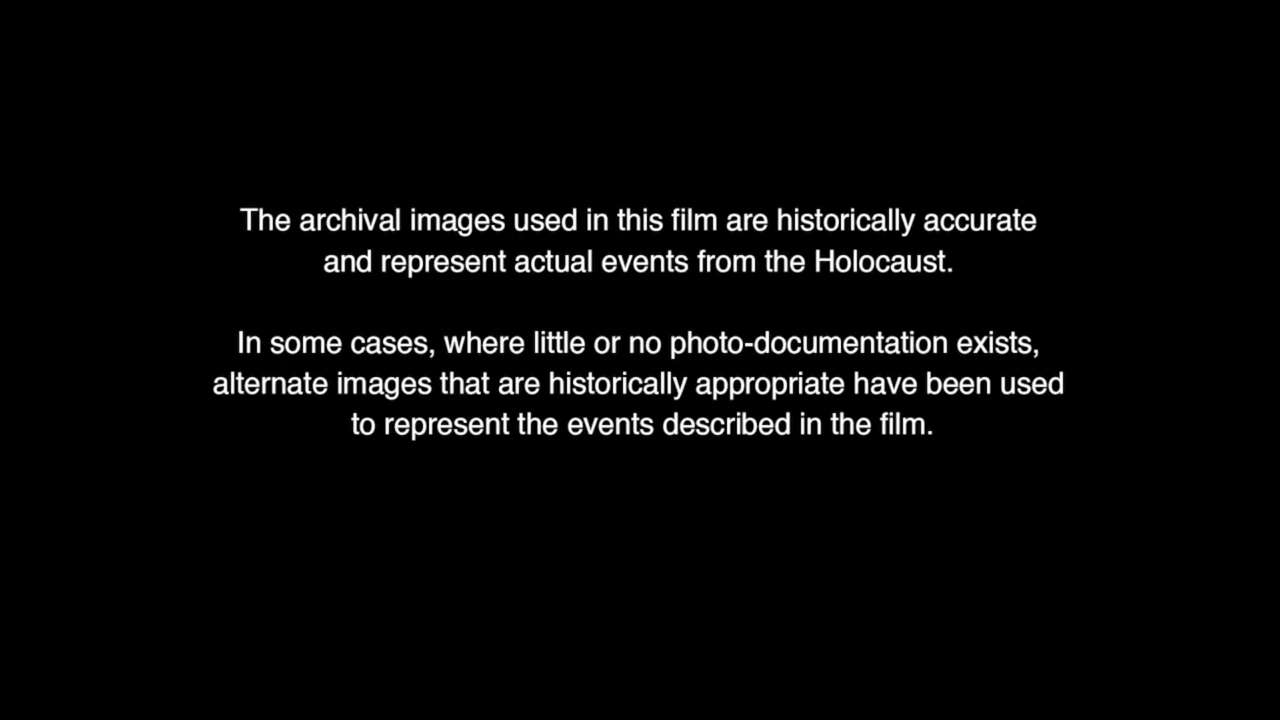 The archival images used in this film are historically accurate
and represent actual events from the Holocaust.
In some cases, where little or no photo-documentation exists,
alternate images that are historically appropriate have been used
to represent the events described in the film.